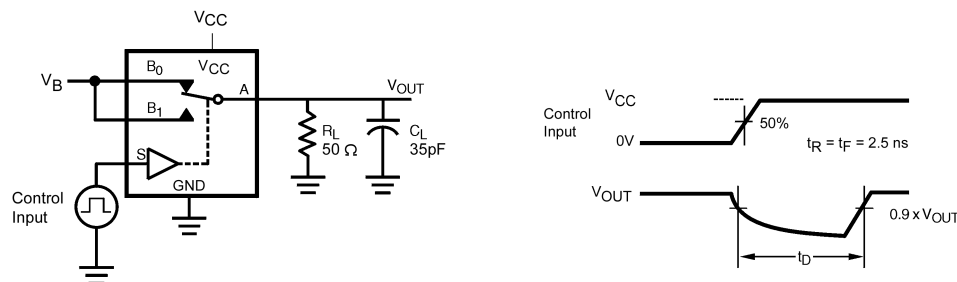 VCC
VCC
VB
B0
B1
A
VOUT
S
GND
RL
50 Ω
CL
35pF
Control
Input
Control
Input
VCC
0V
50%
tR = tF = 2.5 ns
VOUT
0.9 x VOUT
tD